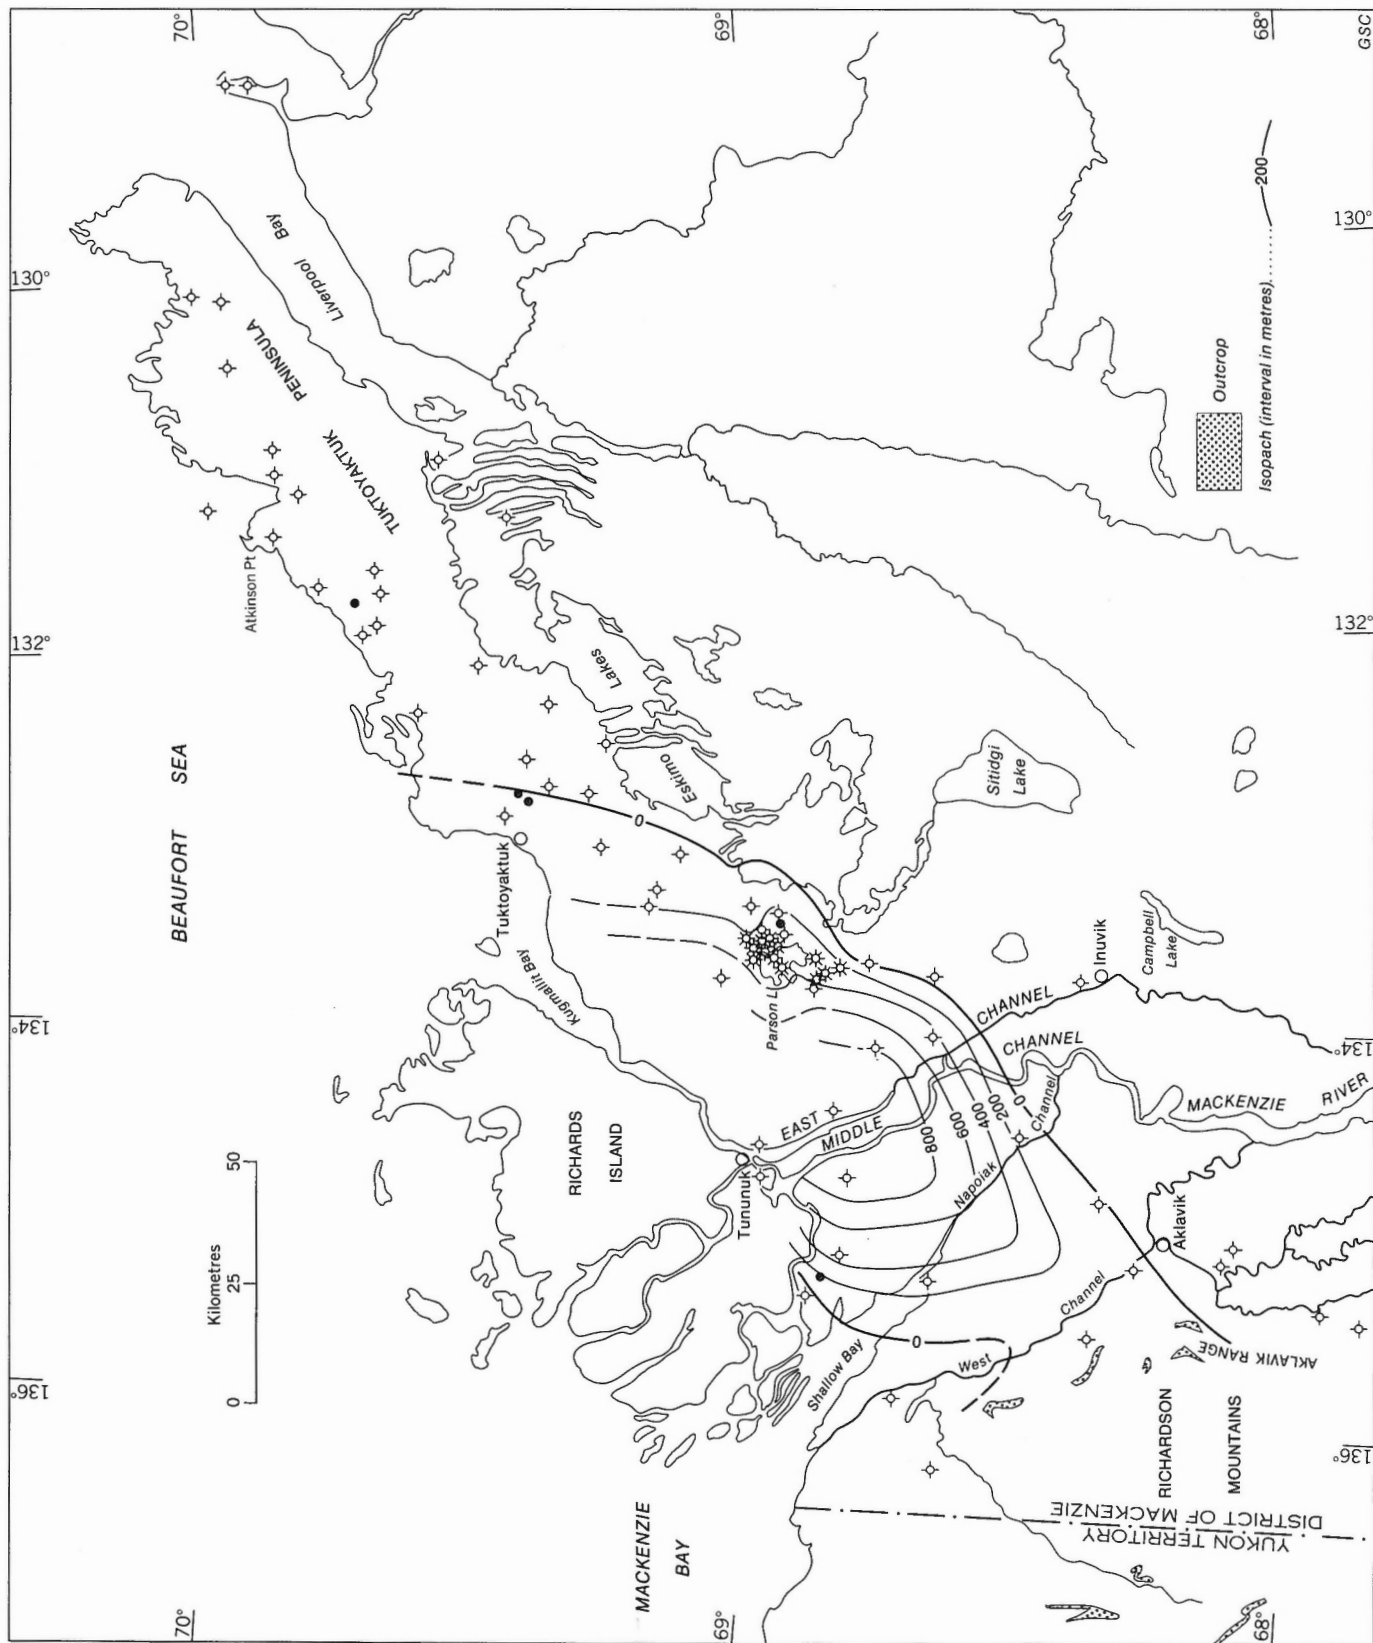 70°
69°
68°
GSC
130°
130°
132°
132°
134°
134°
136°
136°
70°
69°
68°
BEAUFORT SEA
MACKENZIE
BAY
Liverpool
Bay
TUKTOYAKTUK
PENINSULA
Atkinson Pt
Eskimo
Lakes
Sitidgi
Lake
Tuktoyaktuk
Kugmallit Bay
Parson L
Inuvik
Campbell
Lake
RICHARDS
ISLAND
Tununuk
EAST
CHANNEL
MIDDLE
CHANNEL
MACKENZIE
RIVER
Napoiak
Channel
Shallow Bay
West
Channel
Aklavik
AKLAVIK RANGE
RICHARDSON
MOUNTAINS
YUKON TERRITORY
DISTRICT OF MACKENZIE
0
0
0
200
400
600
800
Kilometres
0
25
50
Outcrop
Isopach (interval in metres)........
200